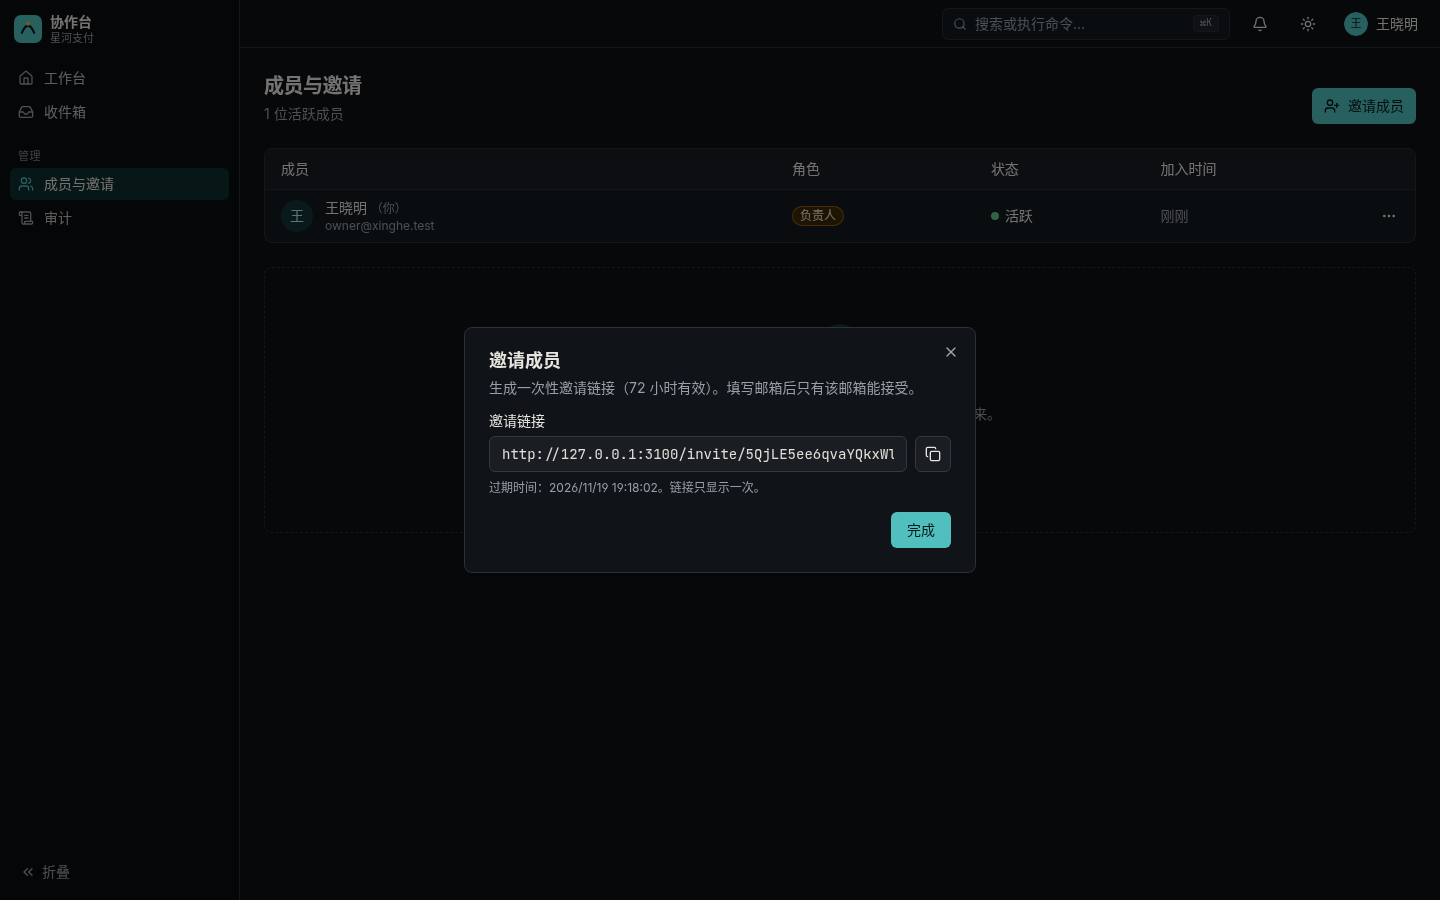 协作台
星河支付
搜索或执行命令...
⌘K
王
王晓明
工作台
收件箱
管理
成员与邀请
审计
成员与邀请
1 位活跃成员
邀请成员
成员
角色
状态
加入时间
王
王晓明 （你）
owner@xinghe.test
负责人
活跃
刚刚
来。
邀请成员
生成一次性邀请链接（72 小时有效）。填写邮箱后只有该邮箱能接受。
邀请链接
http://127.0.0.1:3100/invite/5QjLE5ee6qvaYQkxWl
过期时间：2026/11/19 19:18:02。链接只显示一次。
完成
折叠